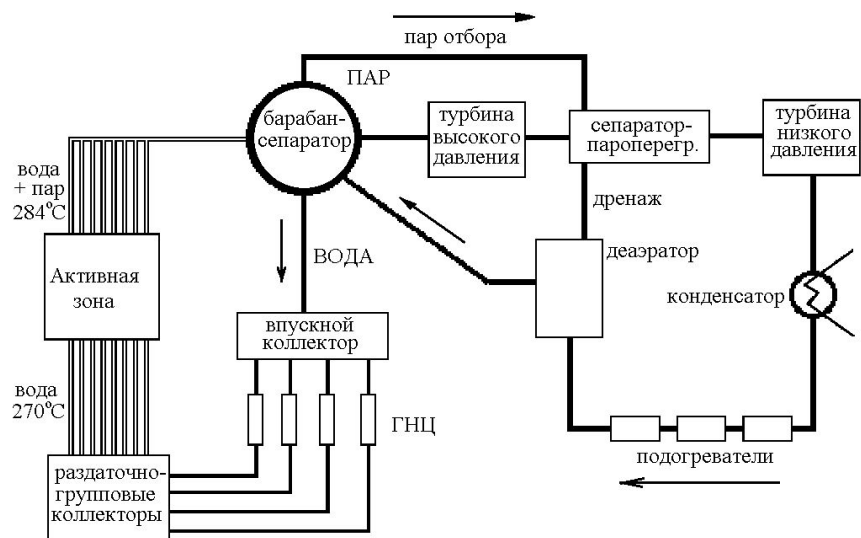 пар отбора
ПАР
барабан-
сепаратор
турбина
высокого
давления
сепаратор-
пароперегр.
турбина
низкого
давления
вода
+ пар
284°C
дренаж
Активная
зона
ВОДА
деаэратор
конденсатор
впускной
коллектор
вода
270°C
ГНЦ
подогреватели
раздаточно-
групповые
коллекторы